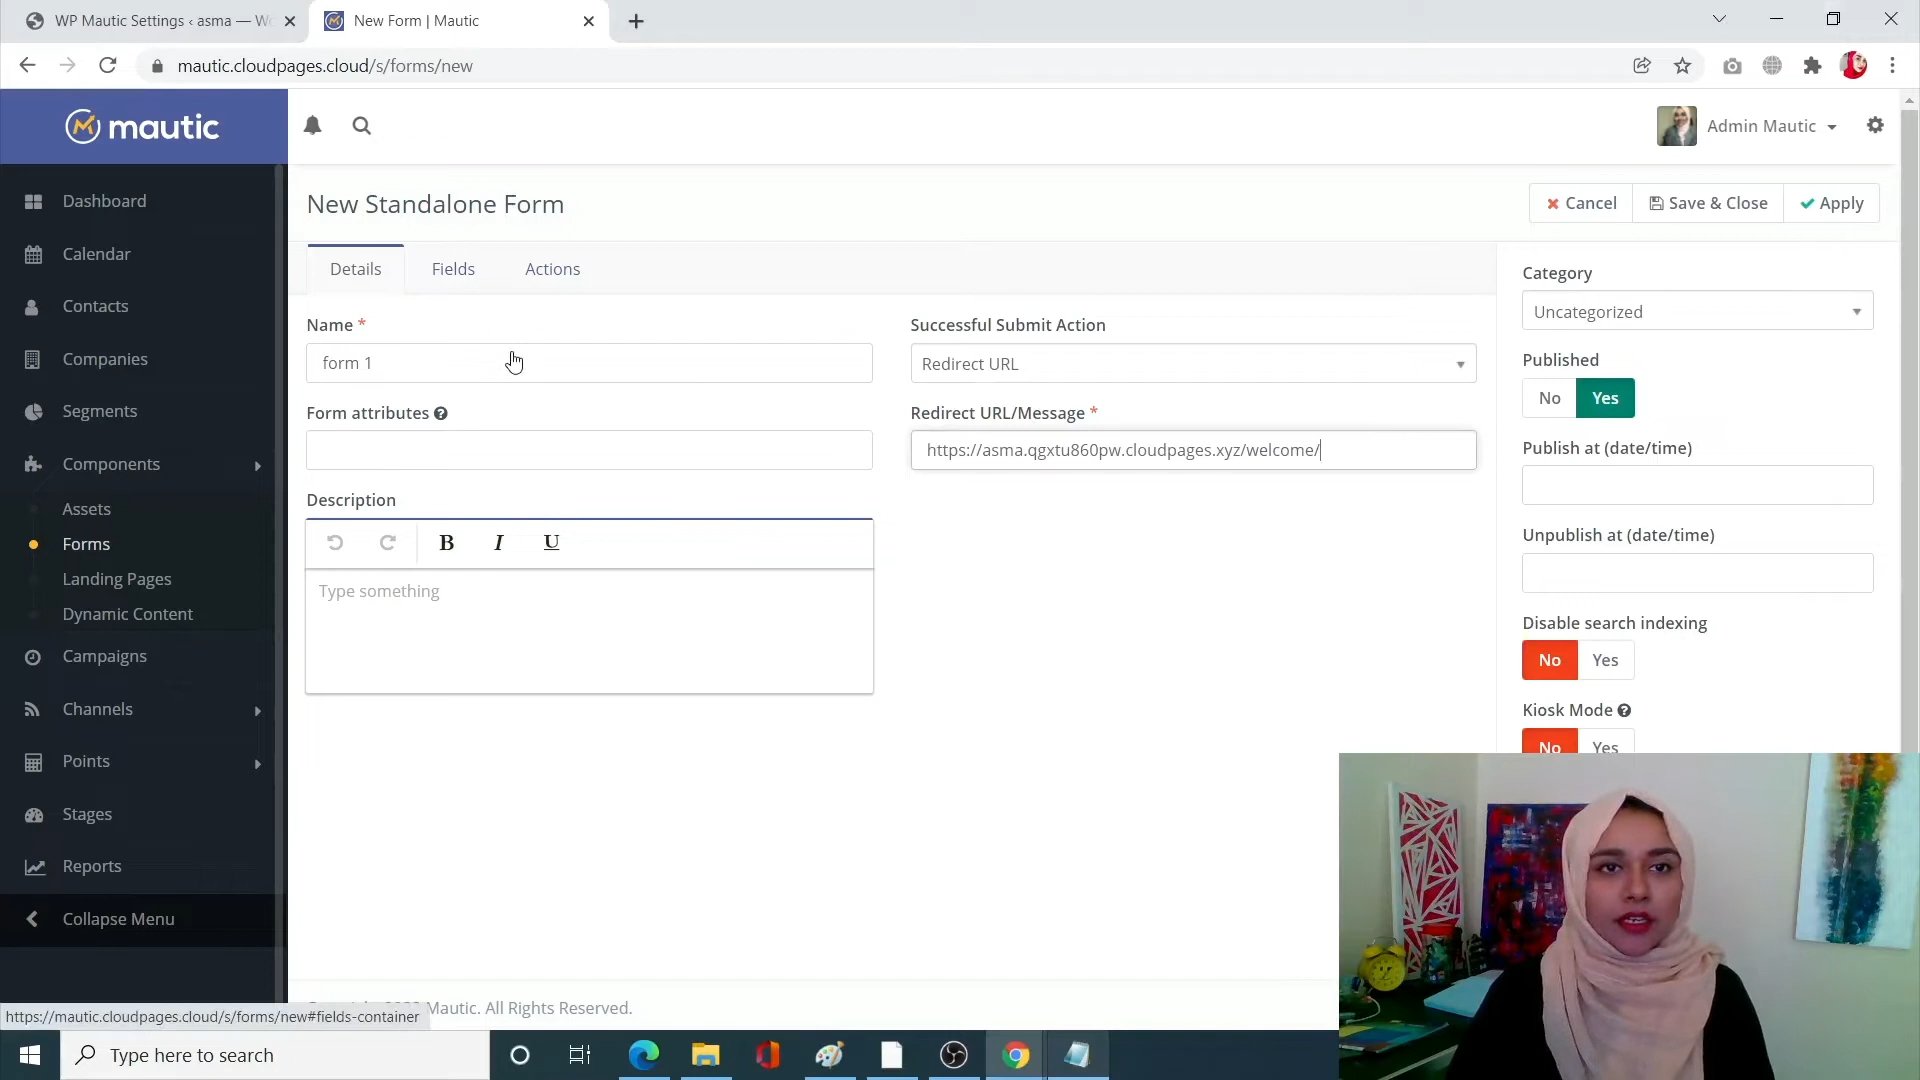 WP Mautic Settings ‹ asma — Wo
New Form | Mautic
mautic.cloudpages.cloud/s/forms/new
mautic
Admin Mautic
Dashboard
Calendar
Contacts
Companies
Segments
Components
Assets
Forms
Landing Pages
Dynamic Content
Campaigns
Channels
Points
Stages
Reports
Collapse Menu
New Standalone Form
Cancel
Save & Close
Apply
Details
Fields
Actions
Name *
form 1
Form attributes
Description
B I U
Type something
Successful Submit Action
Redirect URL
Redirect URL/Message *
https://asma.qgxtu860pw.cloudpages.xyz/welcome/
Category
Uncategorized
Published
No Yes
Publish at (date/time)
Unpublish at (date/time)
Disable search indexing
No Yes
Kiosk Mode
No Yes
Mautic. All Rights Reserved.
https://mautic.cloudpages.cloud/s/forms/new#fields-container
Type here to search